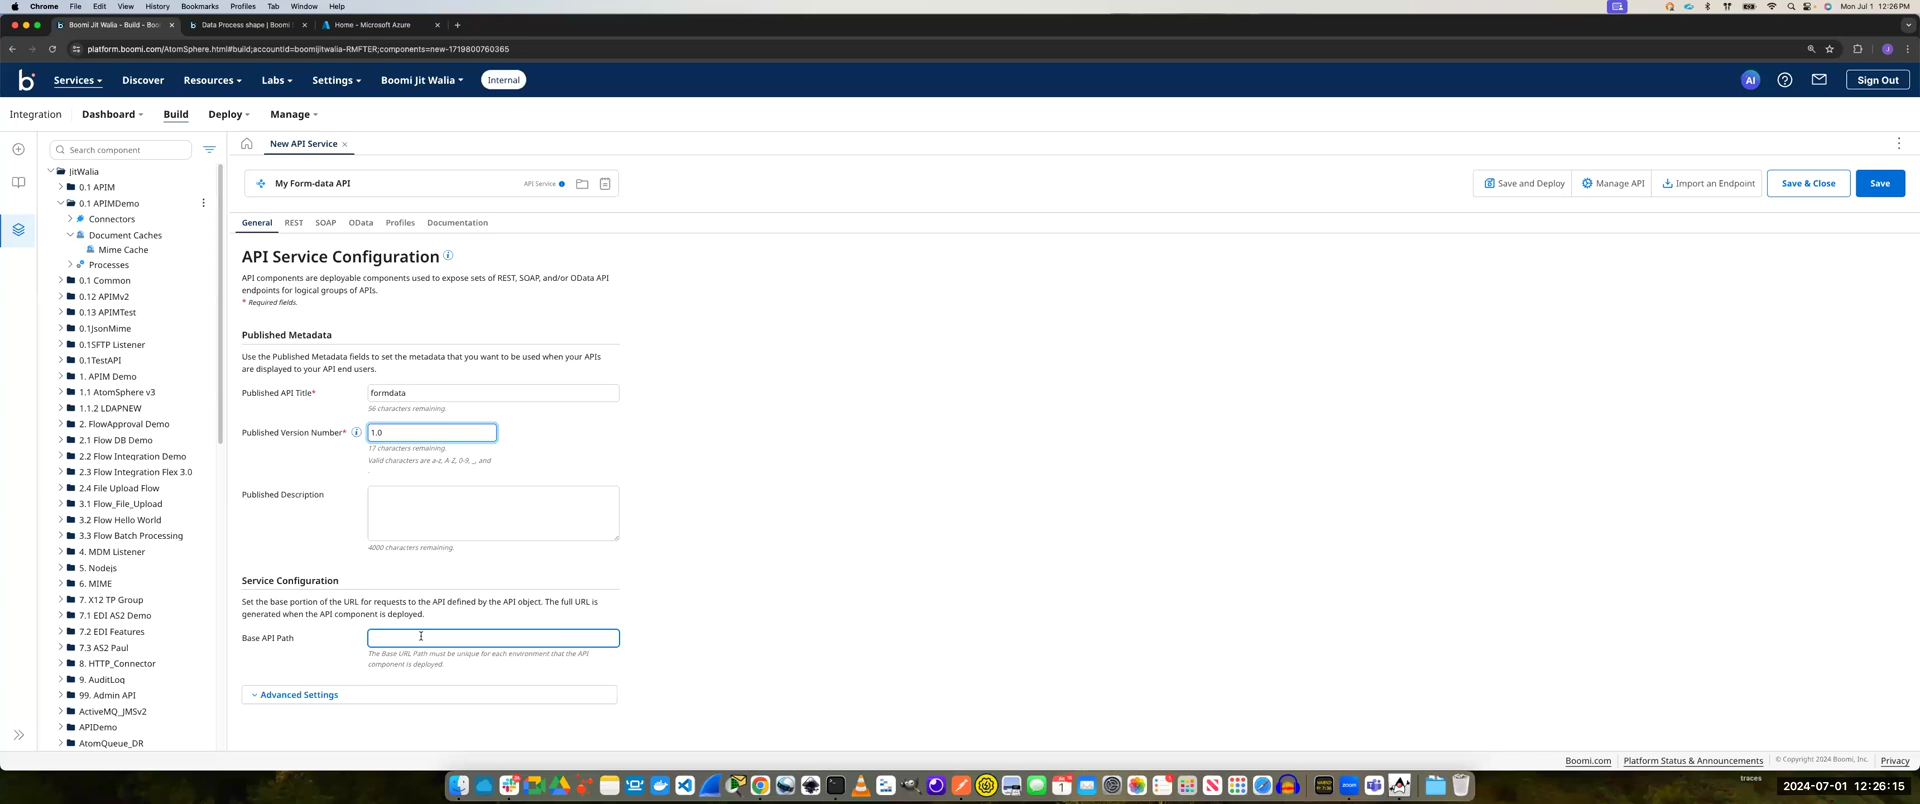 Chrome File Edit View History Bookmarks Profiles Tab Window Help
Mon Jul 1 12:26 PM
Boomi Jit Walia - Build - Boo
Data Process shape | Boomi
Home - Microsoft Azure
platform.boomi.com/AtomSphere.html#build;accountId=boomijitwalia-RMFTER;components=new-1719800760365
Services Discover Resources Labs Settings Boomi Jit Walia Internal
AI Sign Out
Integration Dashboard Build Deploy Manage
Search component
New API Service
JitWalia
0.1 APIM
0.1 APIMDemo
Connectors
Document Caches
Mime Cache
Processes
0.1 Common
0.12 APIMv2
0.13 APIMTest
0.1JsonMime
0.1SFTP Listener
0.1TestAPI
1. APIM Demo
1.1 AtomSphere v3
1.1.2 LDAPNEW
2. FlowApproval Demo
2.1 Flow DB Demo
2.2 Flow Integration Demo
2.3 Flow Integration Flex 3.0
2.4 File Upload Flow
3.1 Flow_File_Upload
3.2 Flow Hello World
3.3 Flow Batch Processing
4. MDM Listener
5. Nodejs
6. MIME
7. X12 TP Group
7.1 EDI AS2 Demo
7.2 EDI Features
7.3 AS2 Paul
8. HTTP_Connector
9. AuditLog
99. Admin API
ActiveMQ_JMSv2
APIDemo
AtomQueue_DR
My Form-data API
API Service
Save and Deploy Manage API Import an Endpoint Save & Close Save
General REST SOAP OData Profiles Documentation
API Service Configuration
API components are deployable components used to expose sets of REST, SOAP, and/or OData API
endpoints for logical groups of APIs.
* Required fields.
Published Metadata
Use the Published Metadata fields to set the metadata that you want to be used when your APIs
are displayed to your API end users.
Published API Title*
formdata
56 characters remaining.
Published Version Number*
1.0
17 characters remaining.
Valid characters are a-z, A-Z, 0-9, _, and
.
Published Description
4000 characters remaining.
Service Configuration
Set the base portion of the URL for requests to the API defined by the API object. The full URL is
generated when the API component is deployed.
Base API Path
The Base URL Path must be unique for each environment that the API
component is deployed.
Advanced Settings
Boomi.com Platform Status & Announcements © Copyright 2024 Boomi, Inc. Privacy
traces
2024-07-01 12:26:15